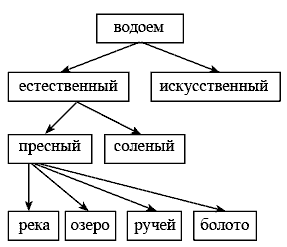 водоем
естественный искусственный
пресный соленый
река озеро ручей болото